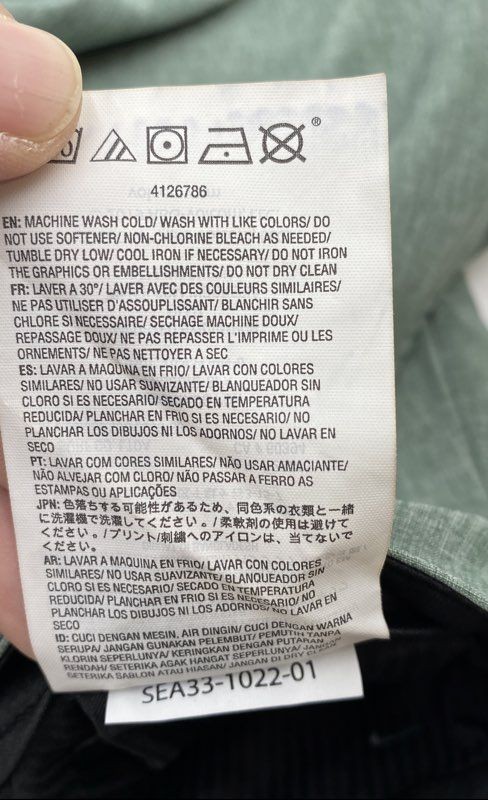 ®
4126786
EN: MACHINE WASH COLD/ WASH WITH LIKE COLORS/ DO
NOT USE SOFTENER/ NON-CHLORINE BLEACH AS NEEDED/
TUMBLE DRY LOW/ COOL IRON IF NECESSARY/ DO NOT IRON
THE GRAPHICS OR EMBELLISHMENTS/ DO NOT DRY CLEAN
FR: LAVER A 30°/ LAVER AVEC DES COULEURS SIMILAIRES/
NE PAS UTILISER D'ASSOUPLISSANT/ BLANCHIR SANS
CHLORE SI NECESSAIRE/ SECHAGE MACHINE DOUX/
REPASSAGE DOUX/ NE PAS REPASSER L'IMPRIME OU LES
ORNEMENTS/ NE PAS NETTOYER A SEC
ES: LAVAR A MAQUINA EN FRIO/ LAVAR CON COLORES
SIMILARES/ NO USAR SUAVIZANTE/ BLANQUEADOR SIN
CLORO SI ES NECESARIO/ SECADO EN TEMPERATURA
REDUCIDA/ PLANCHAR EN FRIO SI ES NECESARIO/ NO
PLANCHAR LOS DIBUJOS NI LOS ADORNOS/ NO LAVAR EN
SECO
PT: LAVAR COM CORES SIMILARES/ NÃO USAR AMACIANTE/
NÃO ALVEJAR COM CLORO/ NÃO PASSAR A FERRO AS
ESTAMPAS OU APLICAÇÕES
JPN: 色落ちする可能性があるため、同色系の衣類と一緒
に洗濯機で洗濯してください。/ 柔軟剤の使用は避けて
ください。/ プリント/刺繍へのアイロンは、当てないで
ください。
AR: LAVAR A MAQUINA EN FRIO/ LAVAR CON COLORES
SIMILARES/ NO USAR SUAVIZANTE/ BLANQUEADOR SIN
CLORO SI ES NECESARIO/ SECADO EN TEMPERATURA
REDUCIDA/ PLANCHAR EN FRIO SI ES NECESARIO/ NO
PLANCHAR LOS DIBUJOS NI LOS ADORNOS/ NO LAVAR EN
SECO
ID: CUCI DENGAN MESIN, AIR DINGIN/ CUCI DENGAN WARNA
SERUPA/ JANGAN GUNAKAN PELEMBUT/ PEMUTIH TANPA
KLORIN SEPERLUNYA/ KERINGKAN DENGAN PUTARAN
RENDAH/ SETERIKA AGAK HANGAT SEPERLUNYA/ JANGAN
SETERIKA SABLON ATAU HIASAN/ JANGAN DI DRY CLEAN
SEA33-1022-01